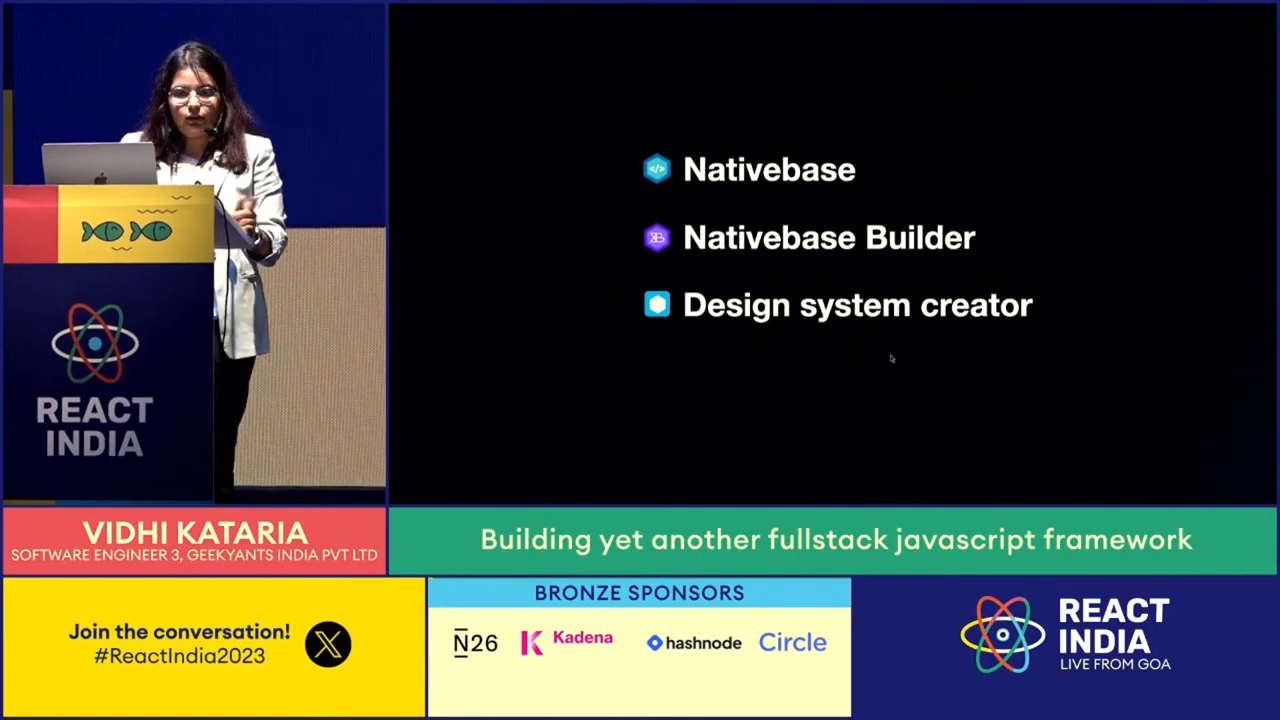 Nativebase
Nativebase Builder
Design system creator
REACT
INDIA
VIDHI KATARIA
SOFTWARE ENGINEER 3, GEEKYANTS INDIA PVT LTD
Building yet another fullstack javascript framework
Join the conversation!
#ReactIndia2023
BRONZE SPONSORS
N26 Kadena hashnode Circle
REACT
INDIA
LIVE FROM GOA